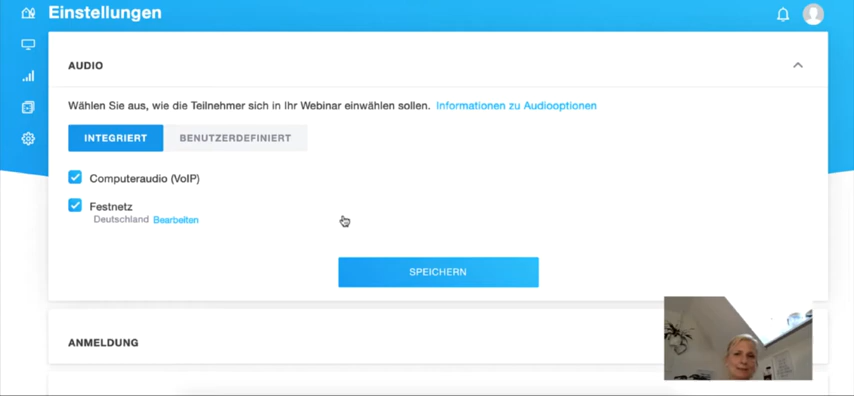 Einstellungen
AUDIO
Wählen Sie aus, wie die Teilnehmer sich in Ihr Webinar einwählen sollen. Informationen zu Audiooptionen
INTEGRIERT BENUTZERDEFINIERT
Computeraudio (VoIP)
Festnetz
Deutschland Bearbeiten
SPEICHERN
ANMELDUNG